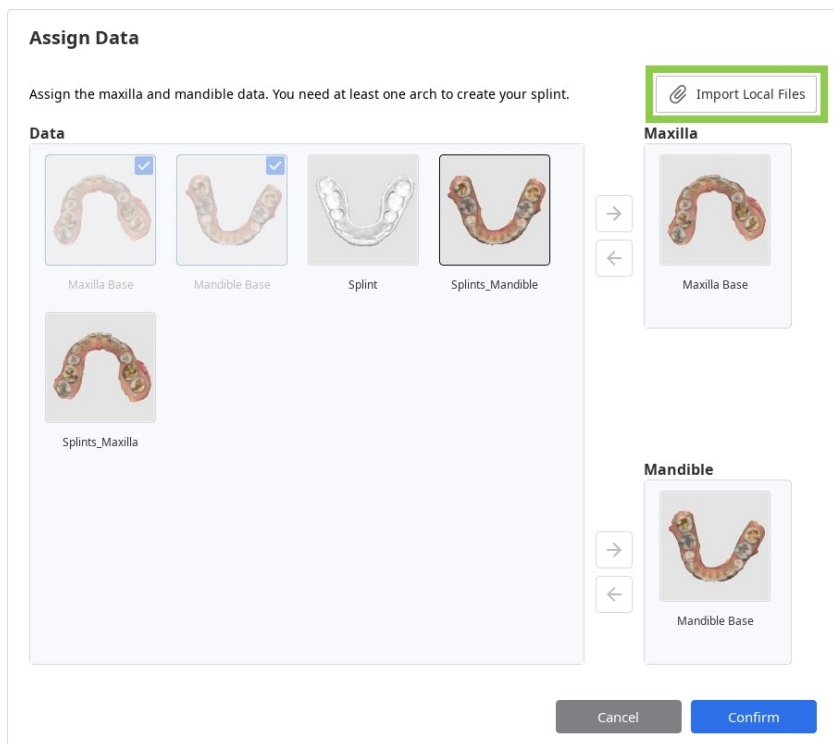 Assign Data
Assign the maxilla and mandible data. You need at least one arch to create your splint.
Import Local Files
Data
Maxilla
Maxilla Base
Mandible Base
Splint
Splints_Mandible
Maxilla Base
Splints_Maxilla
Mandible
Mandible Base
Cancel
Confirm